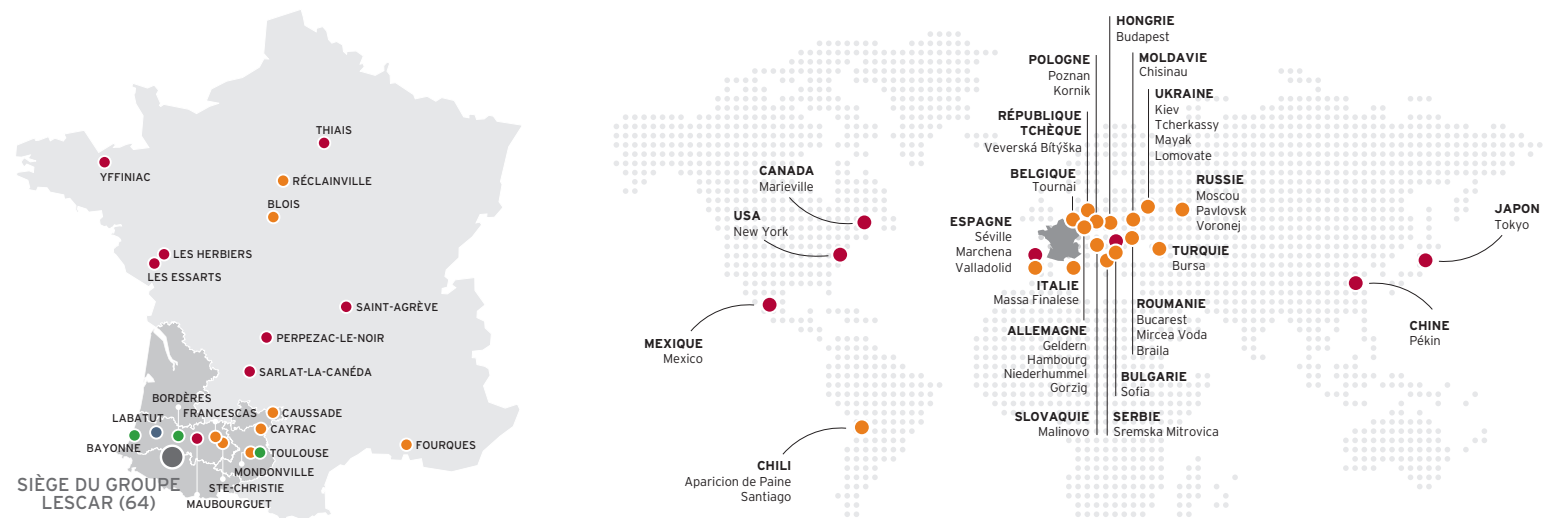 THIAIS
YFFINIAC
RÉCLAINVILLE
BLOIS
LES HERBIERS
LES ESSARTS
SAINT-AGRÈVE
PERPEZAC-LE-NOIR
SARLAT-LA-CANÉDA
BORDÈRES
LABATUT
FRANCESCAS
CAUSSADE
CAYRAC
BAYONNE
FOURQUES
TOULOUSE
MONDONVILLE
STE-CHRISTIE
MAUBOURGUET
SIÈGE DU GROUPE
LESCAR (64)
CANADA
Marieville
USA
New York
MEXIQUE
Mexico
CHILI
Aparicion de Paine
Santiago
HONGRIE
Budapest
POLOGNE
Poznan
Kornik
MOLDAVIE
Chisinau
UKRAINE
Kiev
Tcherkassy
Mayak
Lomovate
RÉPUBLIQUE
TCHÈQUE
Veverská Bítýška
BELGIQUE
Tournai
RUSSIE
Moscou
Pavlovsk
Voronej
ESPAGNE
Séville
Marchena
Valladolid
TURQUIE
Bursa
ITALIE
Massa Finalese
ALLEMAGNE
Geldern
Hambourg
Niederhummel
Gorzig
ROUMANIE
Bucarest
Mircea Voda
Braila
BULGARIE
Sofia
SLOVAQUIE
Malinovo
SERBIE
Sremska Mitrovica
JAPON
Tokyo
CHINE
Pékin